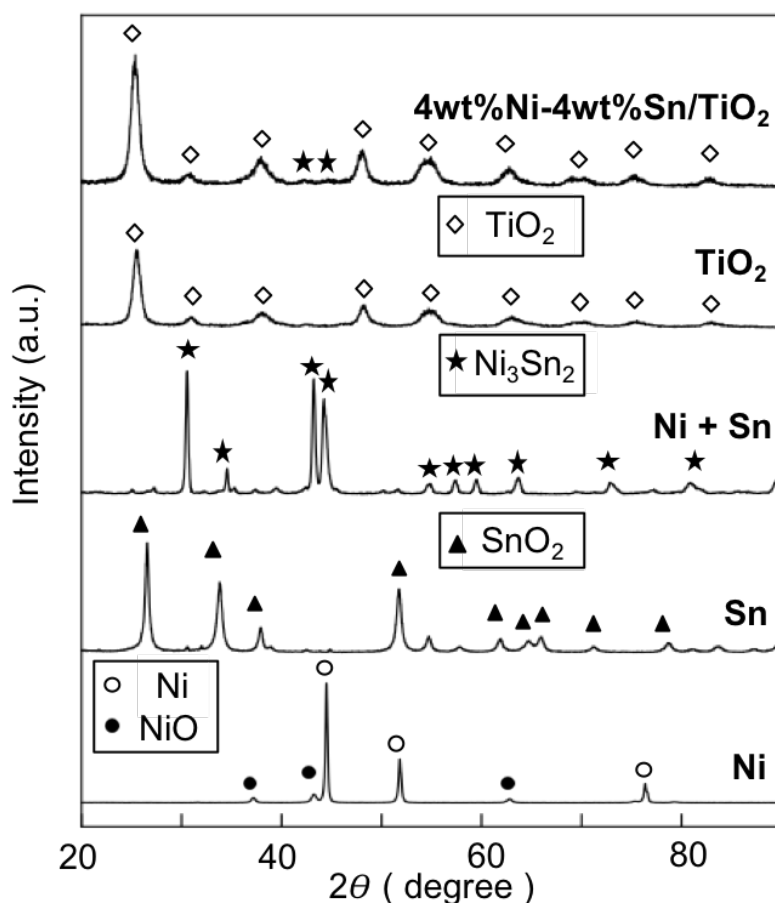 4wt%Ni-4wt%Sn/TiO₂
◇ TiO₂
TiO₂
★ Ni₃Sn₂
Ni + Sn
▲ SnO₂
Sn
○ Ni
● NiO
Ni
Intensity (a.u.)
20 40 60 80
2θ ( degree )